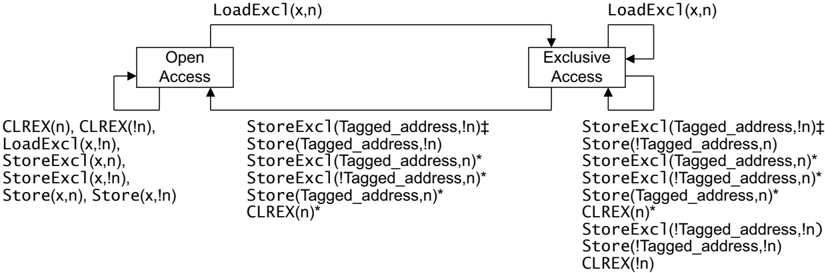 LoadExcl(x,n)
LoadExcl(x,n)
Open
Access
Exclusive
Access
CLREX(n), CLREX(!n),
LoadExcl(x,!n),
StoreExcl(x,n),
StoreExcl(x,!n),
Store(x,n), Store(x,!n)
StoreExcl(Tagged_address,!n)‡
Store(Tagged_address,!n)
StoreExcl(Tagged_address,n)*
StoreExcl(!Tagged_address,n)*
Store(Tagged_address,n)*
CLREX(n)*
StoreExcl(Tagged_address,!n)‡
Store(!Tagged_address,n)
StoreExcl(Tagged_address,n)*
StoreExcl(!Tagged_address,n)*
Store(Tagged_address,n)*
CLREX(n)*
StoreExcl(!Tagged_address,!n)
Store(!Tagged_address,!n)
CLREX(!n)